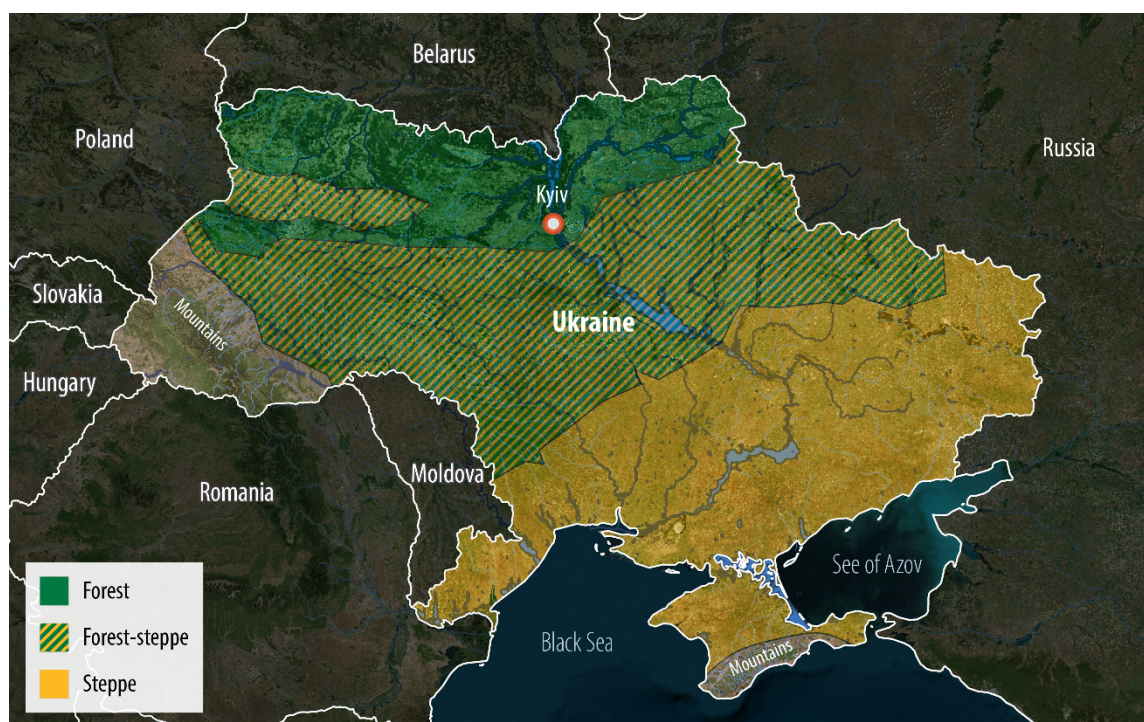 Belarus
Poland
Russia
Kyiv
Slovakia
Mountains
Ukraine
Hungary
Moldova
Romania
See of Azov
Black Sea
Mountains
Forest
Forest-steppe
Steppe